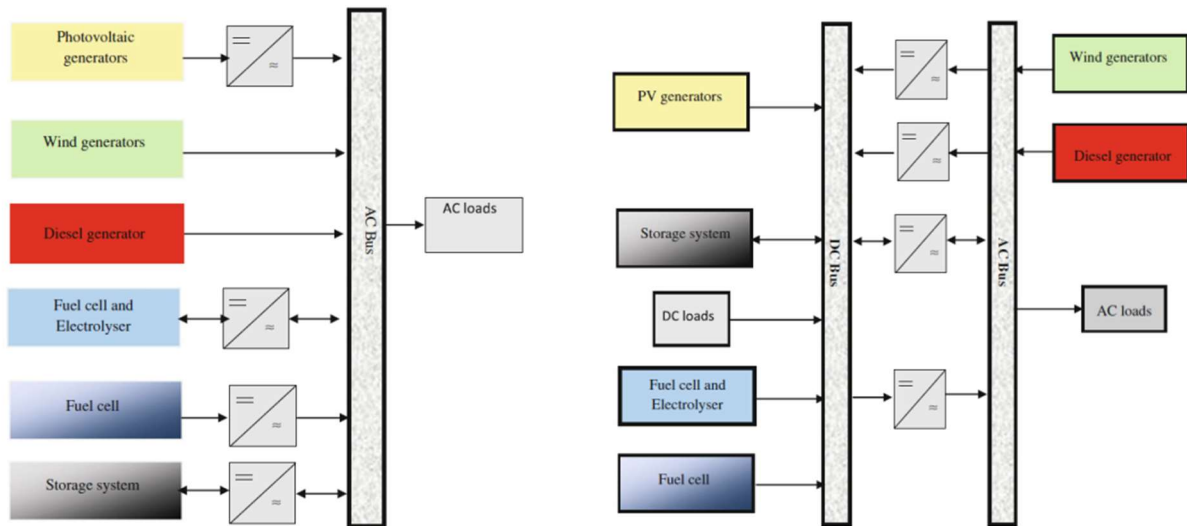 Photovoltaic
generators
Wind generators
Diesel generator
Fuel cell and
Electrolyser
Fuel cell
Storage system
AC Bus
AC loads
PV generators
Storage system
DC loads
Fuel cell and
Electrolyser
Fuel cell
DC Bus
AC Bus
Wind generators
Diesel generator
AC loads